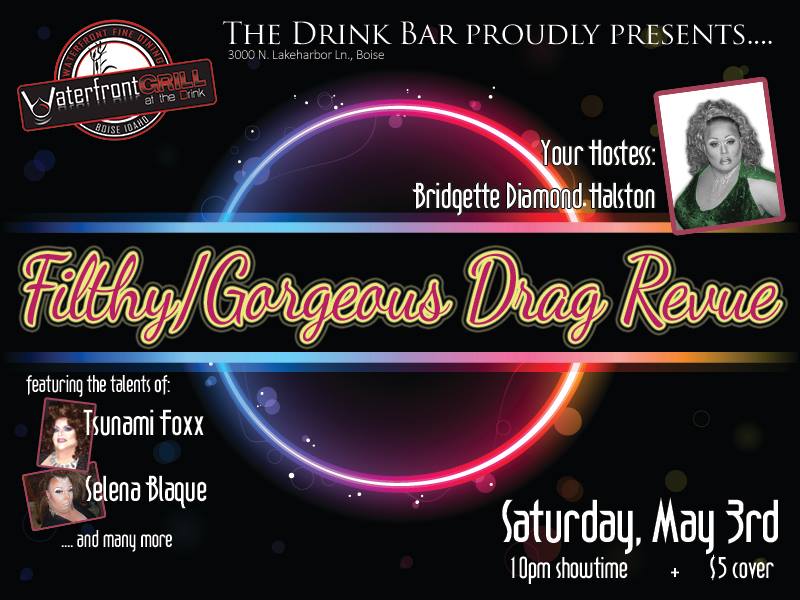 WATERFRONT FINE DINING
Waterfront GRILL
at the Drink
BOISE IDAHO
The Drink Bar proudly presents....
3000 N. Lakeharbor Ln., Boise
Your Hostess:
Bridgette Diamond Halston
Filthy/Gorgeous Drag Revue
featuring the talents of:
Tsunami Foxx
Selena Blaque
.... and many more
Saturday, May 3rd
10pm showtime + $5 cover